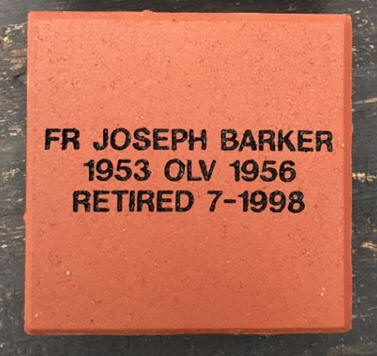 FR JOSEPH BARKER
1953 OLV 1956
RETIRED 7-1998